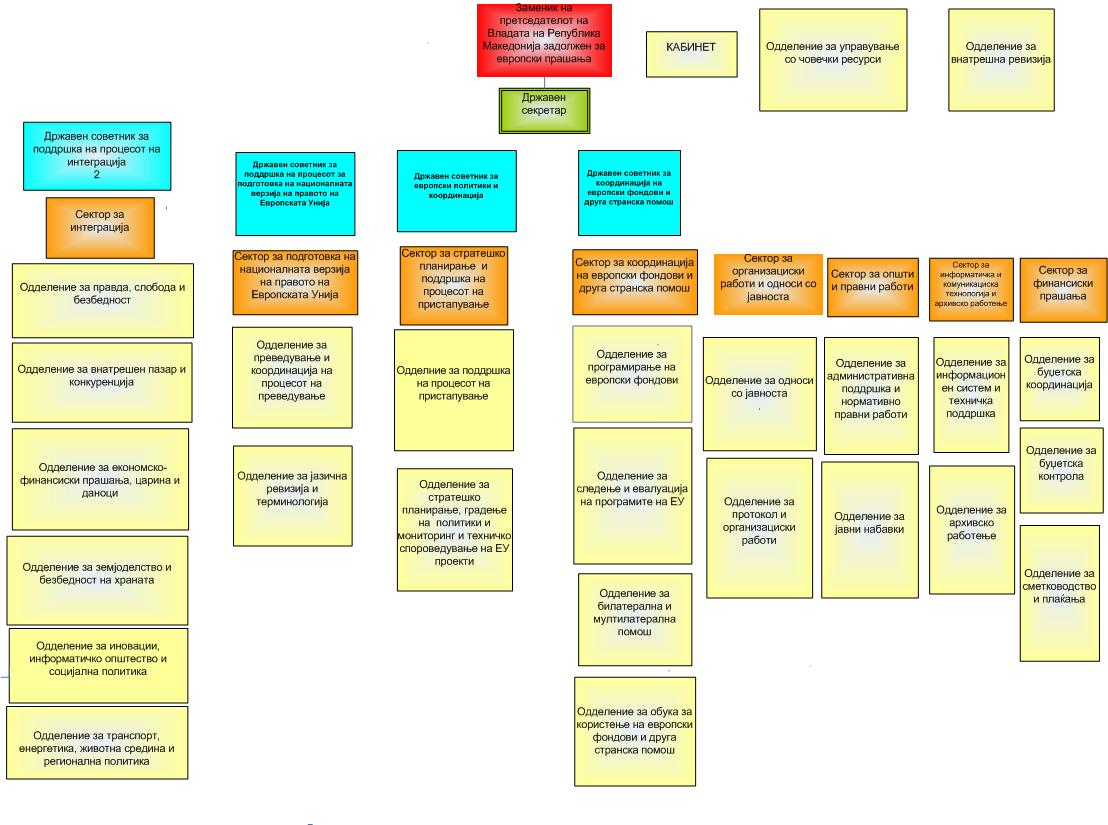 Заменик на
претседателот на
Владата на Република
Македонија задолжен за
европски прашања
КАБИНЕТ
Одделение за управување
со човечки ресурси
Одделение за
внатрешна ревизија
Државен
секретар
Државен советник за
поддршка на процесот на
интеграција
2
Државен советник за
поддршка на процесот за
подготовка на националната
верзија на правото на
Европската Унија
Државен советник за
европски политики и
координација
Државен советник за
координација на
европски фондови и
друга странска помош
Сектор за
интеграција
Сектор за подготовка на
националната верзија
на правото на
Европската Унија
Сектор за стратешко
планирање и
поддршка на
процесот на
пристапување
Сектор за координација
на европски фондови и
друга странска помош
Сектор за
организациски
работи и односи со
јавноста
Сектор за општи
и правни работи
Сектор за
информатичка и
комуникациска
технологија и
архивско работење
Сектор за
финансиски
прашања
Одделение за правда, слобода и
безбедност
Одделение за внатрешен пазар и
конкуренција
Одделение за економско-
финансиски прашања, царина и
даноци
Одделение за земјоделство и
безбедност на храната
Одделение за иновации,
информатичко општество и
социјална политика
Одделение за транспорт,
енергетика, животна средина и
регионална политика
Одделение за
преведување и
координација на
процесот на
преведување
Одделение за јазична
ревизија и
терминологија
Одделние за поддршка
на процесот на
пристапување
Одделение за
стратешко
планирање, градење
на политики и
мониторинг и техничко
спороведување на ЕУ
проекти
Одделение за
програмирање на
европски фондови
Одделение за
следење и евалуација
на програмите на ЕУ
Одделение за
билатерална и
мултилатерална
помош
Одделение за обука за
користење на европски
фондови и друга
странска помош
Одделение за односи
со јавноста
Одделение за
протокол и
организациски
работи
Одделение за
административна
поддршка и
нормативно
правни работи
Одделение за
јавни набавки
Одделение за
информацион
ен систем и
техничка
поддршка
Одделение за
архивско
работење
Одделение за
буџетска
координација
Одделение за
буџетска
контрола
Одделение за
сметководство
и плаќања